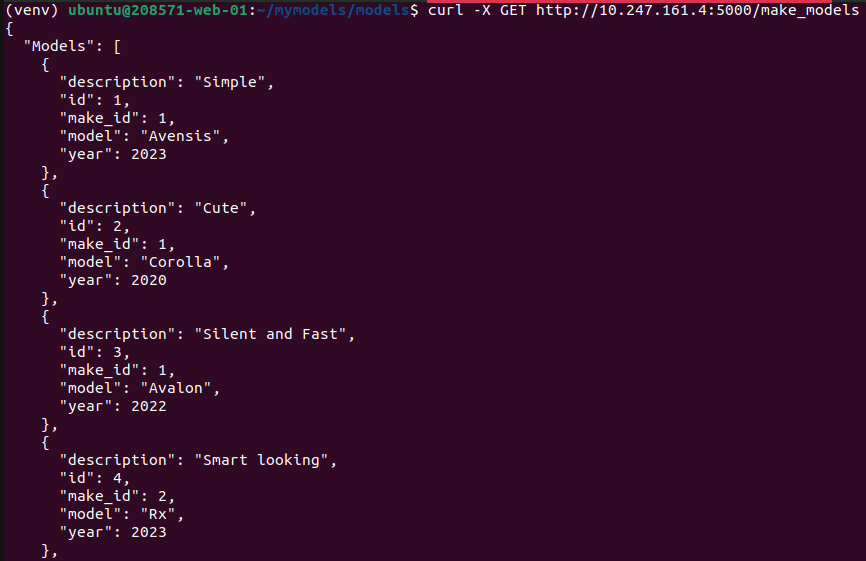 (venv) ubuntu@208571-web-01:~/mymodels/models$ curl -X GET http://10.247.161.4:5000/make_models
{
  "Models": [
    {
      "description": "Simple",
      "id": 1,
      "make_id": 1,
      "model": "Avensis",
      "year": 2023
    },
    {
      "description": "Cute",
      "id": 2,
      "make_id": 1,
      "model": "Corolla",
      "year": 2020
    },
    {
      "description": "Silent and Fast",
      "id": 3,
      "make_id": 1,
      "model": "Avalon",
      "year": 2022
    },
    {
      "description": "Smart looking",
      "id": 4,
      "make_id": 2,
      "model": "Rx",
      "year": 2023
    },